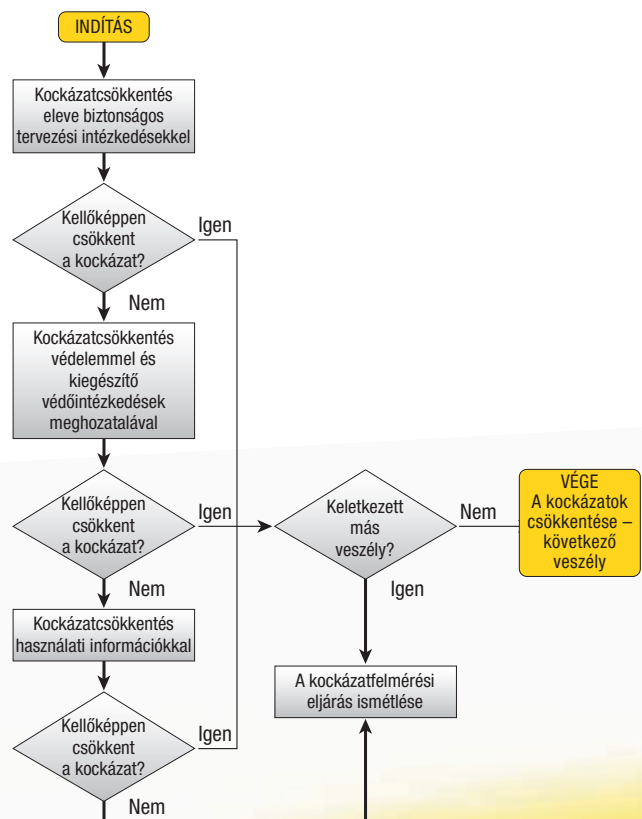 INDÍTÁS
Kockázatcsökkentés
eleve biztonságos
tervezési intézkedésekkel
Kellőképpen
csökkent
a kockázat?
Igen
Nem
Kockázatcsökkentés
védelemmel és
kiegészítő
védőintézkedések
meghozatalával
Kellőképpen
csökkent
a kockázat?
Igen
Nem
Keletkezett
más
veszély?
Nem
Igen
VÉGE
A kockázatok
csökkentése –
következő
veszély
Kockázatcsökkentés
használati információkkal
A kockázatfelmérési
eljárás ismétlése
Kellőképpen
csökkent
a kockázat?
Igen
Nem